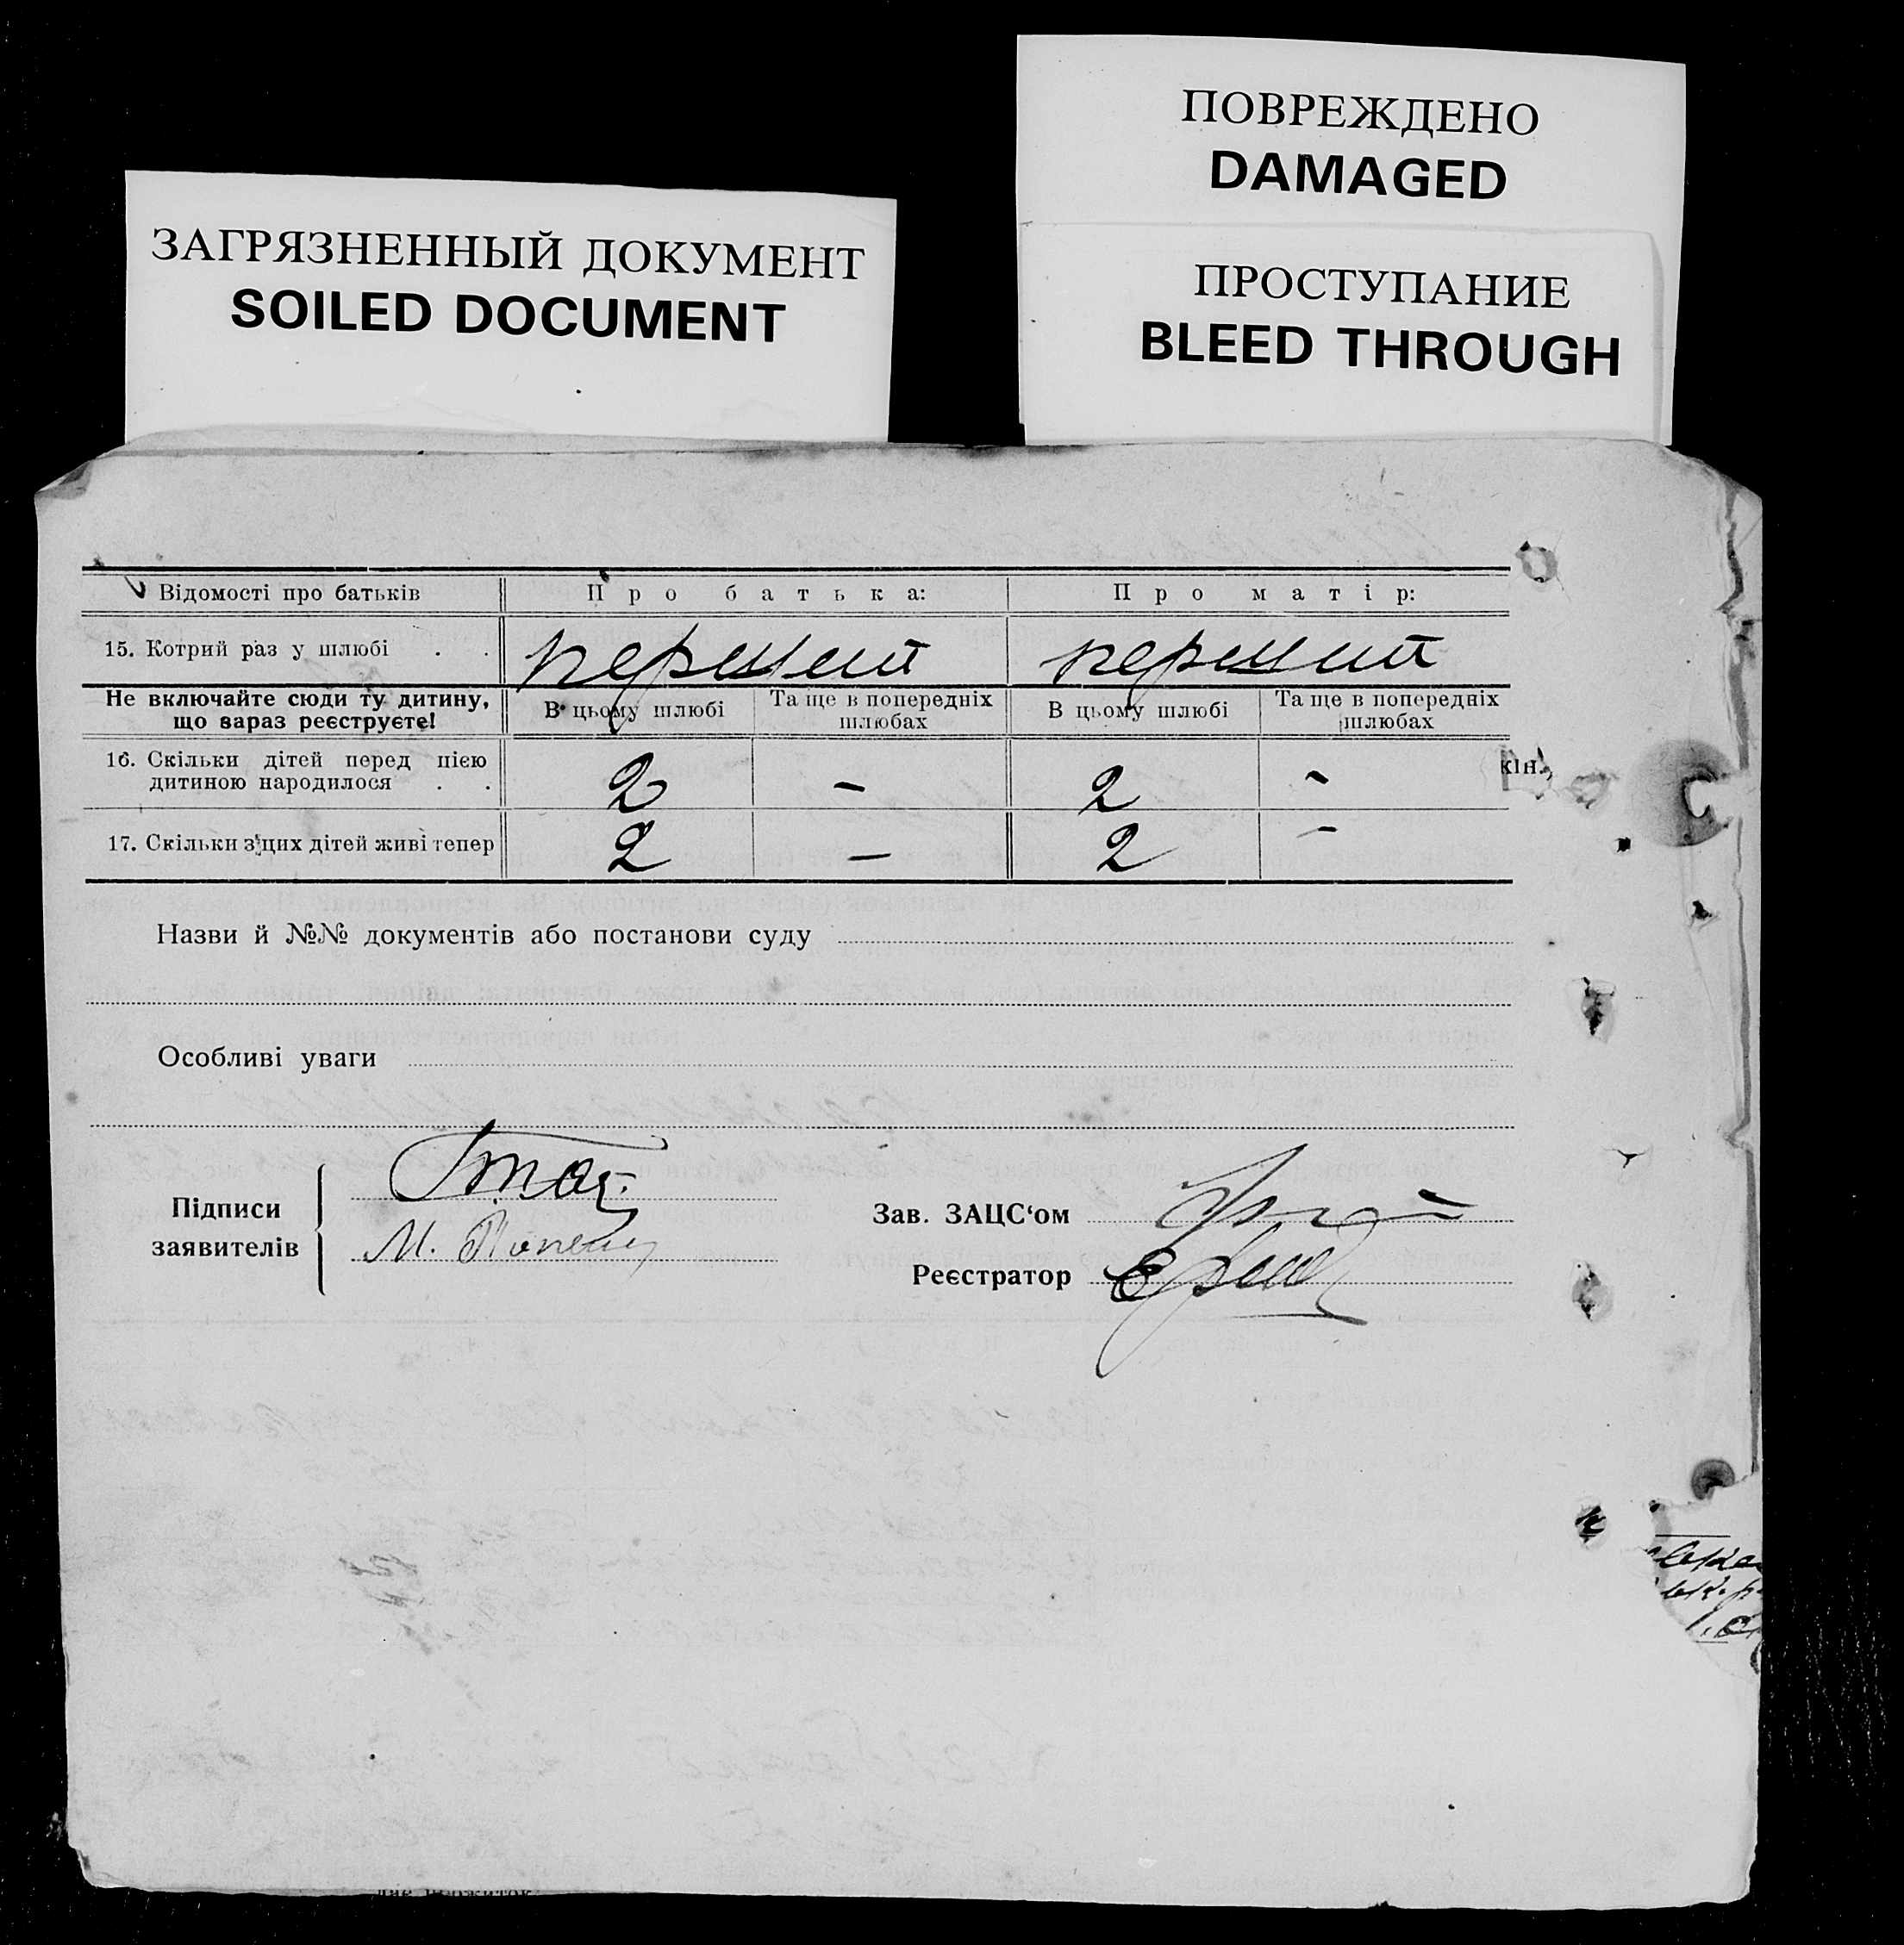 ПОВРЕЖДЕНО
DAMAGED
ЗАГРЯЗНЕННЫЙ ДОКУМЕНТ
SOILED DOCUMENT
ПРОСТУПАНИЕ
BLEED THROUGH
Відомості про батьків Про батька: Про матір:
15. Котрий раз у шлюбі . . перший перший
Не включайте сюди ту дитину, що зараз реєструєте! В цьому шлюбі Та ще в попередніх шлюбах В цьому шлюбі Та ще в попередніх шлюбах
16. Скільки дітей перед цією дитиною народилося . . 2 – 2 –
17. Скільки з цих дітей живі тепер 2 – 2 –
кін.
Назви й №№ документів або постанови суду
Особливі уваги
Підписи заявителів
М.
Зав. ЗАЦС‘ом
Реєстратор